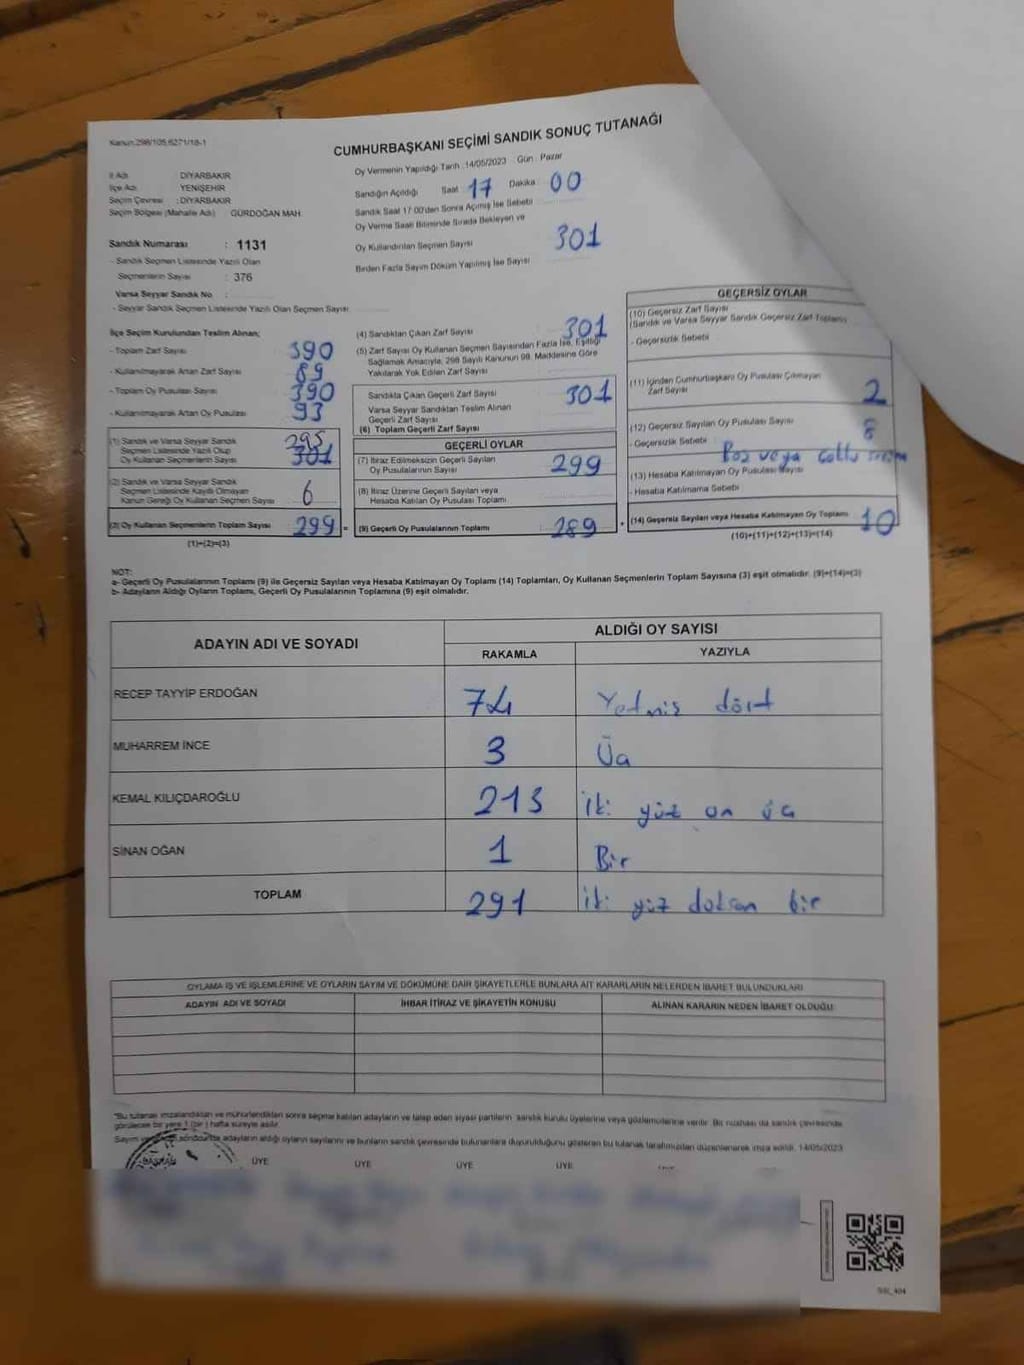 Kanun.298/105,6271/18-1
CUMHURBAŞKANI SEÇİMİ SANDIK SONUÇ TUTANAĞI
Oy Vermenin Yapıldığı Tarih :14/05/2023 Gün : Pazar
İl Adı DİYARBAKIR
İlçe Adı YENİŞEHİR
Seçim Çevresi : DİYARBAKIR
Seçim Bölgesi (Mahalle Adı) GÜRDOĞAN MAH.
Sandığın Açıldığı Saat 17 Dakika 00
Sandık Saat 17:00'den Sonra Açılmış İse Sebebi
Oy Verme Saati Bitiminde Sırada Bekleyen ve
Oy Kullandırılan Seçmen Sayısı 301
Birden Fazla Sayım Döküm Yapılmış İse Sayısı
Sandık Numarası : 1131
- Sandık Seçmen Listesinde Yazılı Olan
Seçmenlerin Sayısı : 376
Varsa Seyyar Sandık No :
- Seyyar Sandık Seçmen Listesinde Yazılı Olan Seçmen Sayısı
İlçe Seçim Kurulundan Teslim Alınan;
- Toplam Zarf Sayısı 390
- Kullanılmayarak Artan Zarf Sayısı 89
- Toplam Oy Pusulası Sayısı 390
- Kullanılmayarak Artan Oy Pusulası 93
(1) Sandık ve Varsa Seyyar Sandık
Seçmen Listesinde Yazılı Olup
Oy Kullanan Seçmenlerin Sayısı 295
301
(2) Sandık ve Varsa Seyyar Sandık
Seçmen Listesinde Kayıtlı Olmayan
Kanun Gereği Oy Kullanan Seçmen Sayısı 6
(3) Oy Kullanan Seçmenlerin Toplam Sayısı 299 =
(1)+(2)=(3)
(4) Sandıktan Çıkan Zarf Sayısı 301
(5) Zarf Sayısı Oy Kullanan Seçmen Sayısından Fazla İse, Eşitliği
Sağlamak Amacıyla, 298 Sayılı Kanunun 98. Maddesine Göre
Yakılarak Yok Edilen Zarf Sayısı
Sandıkta Çıkan Geçerli Zarf Sayısı 301
Varsa Seyyar Sandıktan Teslim Alınan
Geçerli Zarf Sayısı
(6) Toplam Geçerli Zarf Sayısı
GEÇERLİ OYLAR
(7) İtiraz Edilmeksizin Geçerli Sayılan
Oy Pusulalarının Sayısı 299
(8) İtiraz Üzerine Geçerli Sayılan veya
Hesaba Katılan Oy Pusulası Toplamı
(9) Geçerli Oy Pusulalarının Toplamı 289 +
GEÇERSİZ OYLAR
(10) Geçersiz Zarf Sayısı
(Sandık ve Varsa Seyyar Sandık Geçersiz Zarf Toplamı)
- Geçersizlik Sebebi
(11) İçinden Cumhurbaşkanı Oy Pusulası Çıkmayan
Zarf Sayısı 2
(12) Geçersiz Sayılan Oy Pusulası Sayısı 8
- Geçersizlik Sebebi Boş veya
(13) Hesaba Katılmayan Oy Pusulası Sayısı
- Hesaba Katılmama Sebebi
(14) Geçersiz Sayılan veya Hesaba Katılmayan Oy Toplamı 10
(10)+(11)+(12)+(13)=(14)
NOT:
a- Geçerli Oy Pusulalarının Toplamı (9) ile Geçersiz Sayılan veya Hesaba Katılmayan Oy Toplamı (14) Toplamları, Oy Kullanan Seçmenlerin Toplam Sayısına (3) eşit olmalıdır. (9)+(14)=(3)
b- Adayların Aldığı Oyların Toplamı, Geçerli Oy Pusulalarının Toplamına (9) eşit olmalıdır.
ADAYIN ADI VE SOYADI
ALDIĞI OY SAYISI
RAKAMLA YAZIYLA
RECEP TAYYİP ERDOĞAN 74 Yetmiş dört
MUHARREM İNCE 3 Üç
KEMAL KILIÇDAROĞLU 213 iki yüz on üç
SİNAN OĞAN 1 Bir
TOPLAM 291 iki yüz doksan bir
OYLAMA İŞ VE İŞLEMLERİNE VE OYLARIN SAYIM VE DÖKÜMÜNE DAİR ŞİKAYETLERLE BUNLARA AİT KARARLARIN NELERDEN İBARET BULUNDUKLARI
ADAYIN ADI VE SOYADI İHBAR İTİRAZ VE ŞİKAYETİN KONUSU ALINAN KARARIN NEDEN İBARET OLDUĞU
"Bu tutanak imzalandıktan ve mühürlendikten sonra seçime katılan adayların ve talep eden siyasi partilerin sandık kurulu üyelerine veya gözlemcilerine verilir. Bir nüshası da sandık çevresinde
görülecek bir yere 1 (bir) hafta süreyle asılır.
adayların aldığı oyların sayılarını ve bunların sandık çevresinde bulunanlara duyurulduğunu gösteren bu tutanak tarafımızdan düzenlenerek imza edildi. 14/05/2023
BAŞKAN ÜYE ÜYE ÜYE ÜYE